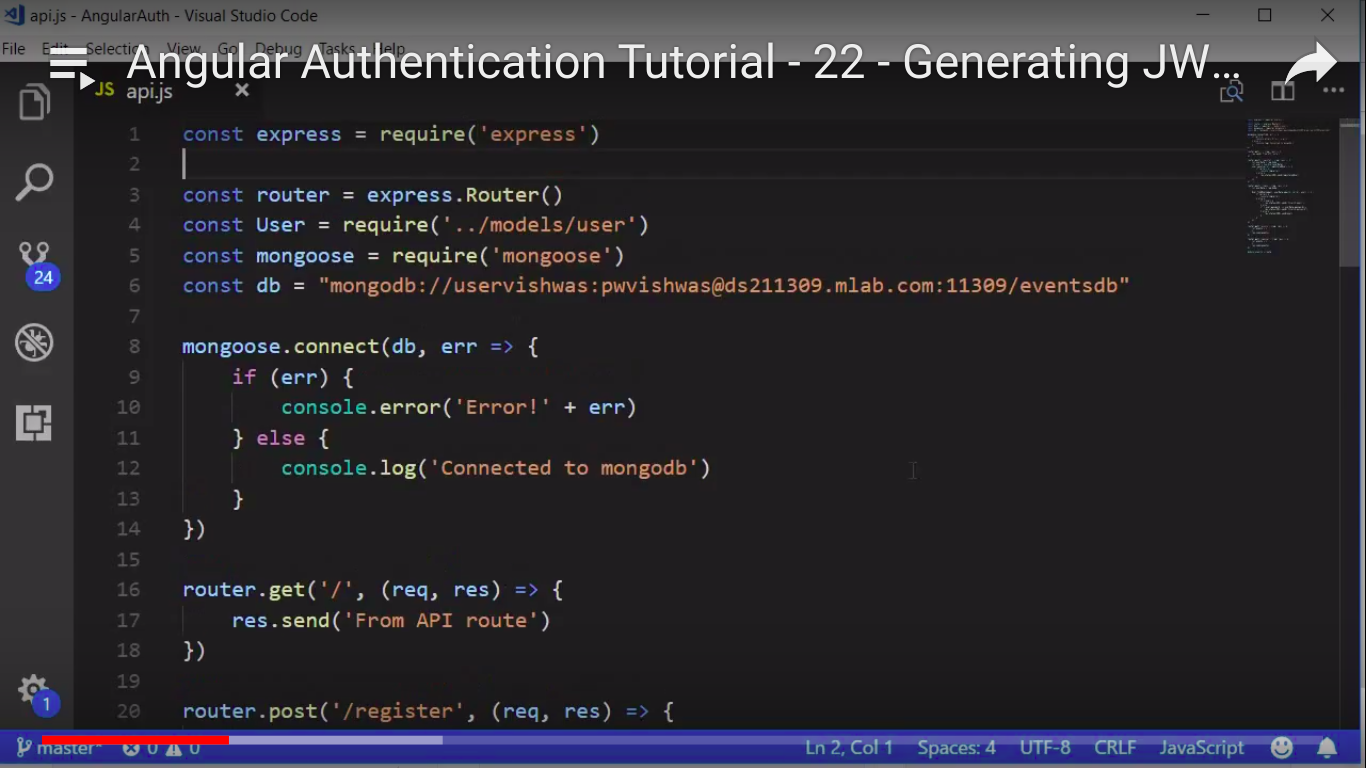 api.js - AngularAuth - Visual Studio Code
File Edit Selection View Go Debug Tasks Help
Angular Authentication Tutorial - 22 - Generating JW...
JS api.js
1 const express = require('express')
2
3 const router = express.Router()
4 const User = require('../models/user')
5 const mongoose = require('mongoose')
6 const db = "mongodb://uservishwas:pwvishwas@ds211309.mlab.com:11309/eventsdb"
7
8 mongoose.connect(db, err => {
9 if (err) {
10 console.error('Error!' + err)
11 } else {
12 console.log('Connected to mongodb')
13 }
14 })
15
16 router.get('/', (req, res) => {
17 res.send('From API route')
18 })
19
20 router.post('/register', (req, res) => {
24
1
master* 0 0 Ln 2, Col 1 Spaces: 4 UTF-8 CRLF JavaScript